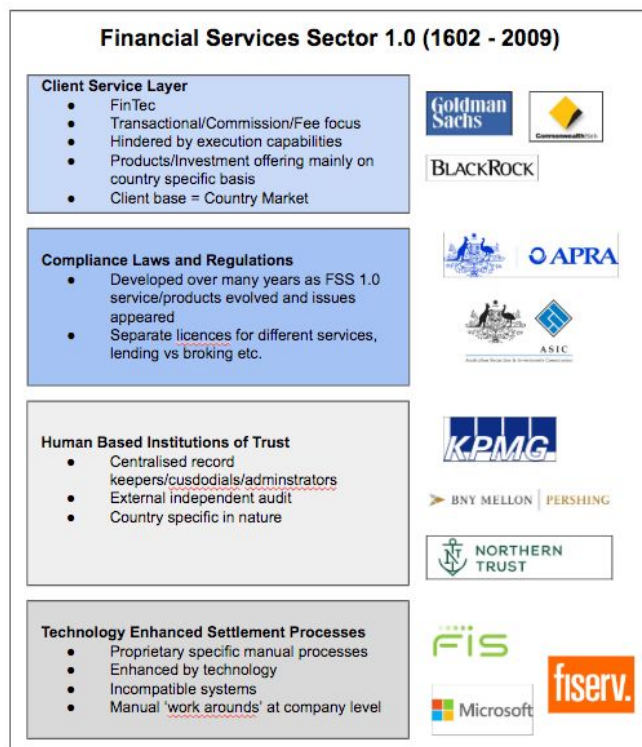 Financial Services Sector 1.0 (1602 - 2009)
Client Service Layer
● FinTec
● Transactional/Commission/Fee focus
● Hindered by execution capabilities
● Products/Investment offering mainly on
country specific basis
● Client base = Country Market
Goldman
Sachs
CommonwealthBank
BLACKROCK
Compliance Laws and Regulations
● Developed over many years as FSS 1.0
service/products evolved and issues
appeared
● Separate licences for different services,
lending vs broking etc.
APRA
ASIC
Australian Securities & Investments Commission
Human Based Institutions of Trust
● Centralised record
keepers/cusdodials/adminstrators
● External independent audit
● Country specific in nature
KPMG
BNY MELLON | PERSHING
NORTHERN
TRUST
Technology Enhanced Settlement Processes
● Proprietary specific manual processes
● Enhanced by technology
● Incompatible systems
● Manual ‘work arounds’ at company level
FIS
fiserv.
Microsoft